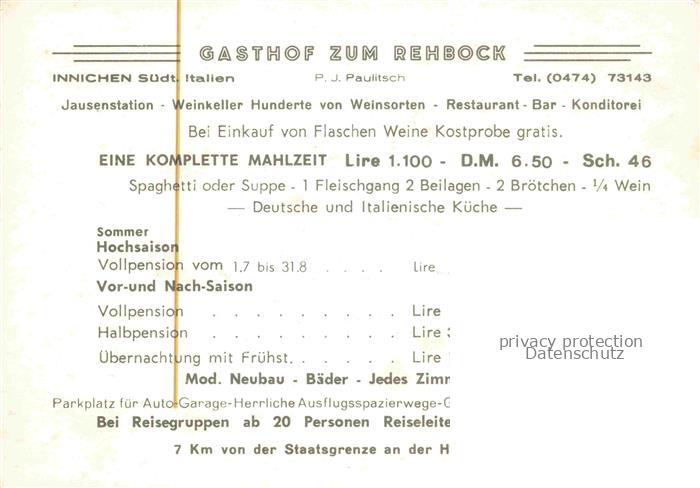 GASTHOF ZUM REHBOCK
INNICHEN Südt. Italien P. J. Paulitsch Tel. (0474) 73143
Jausenstation - Weinkeller Hunderte von Weinsorten - Restaurant - Bar - Konditorei
Bei Einkauf von Flaschen Weine Kostprobe gratis.
EINE KOMPLETTE MAHLZEIT Lire 1.100 - D.M. 6.50 - Sch. 46
Spaghetti oder Suppe - 1 Fleischgang 2 Beilagen - 2 Brötchen - ¼ Wein
— Deutsche und Italienische Küche —
Sommer
Hochsaison
Vollpension vom 1.7 bis 31.8 . . . . Lire
Vor-und Nach-Saison
Vollpension . . . . . . . . . Lire
Halbpension . . . . . . . . . Lire
Übernachtung mit Frühst. . . . . . Lire
privacy protection
Datenschutz
Mod. Neubau - Bäder - Jedes
Parkplatz für Auto-Garage-Herrliche Ausflugsspazierwege-
Bei Reisegruppen ab 20 Personen
7 Km von der Staatsgrenze an der